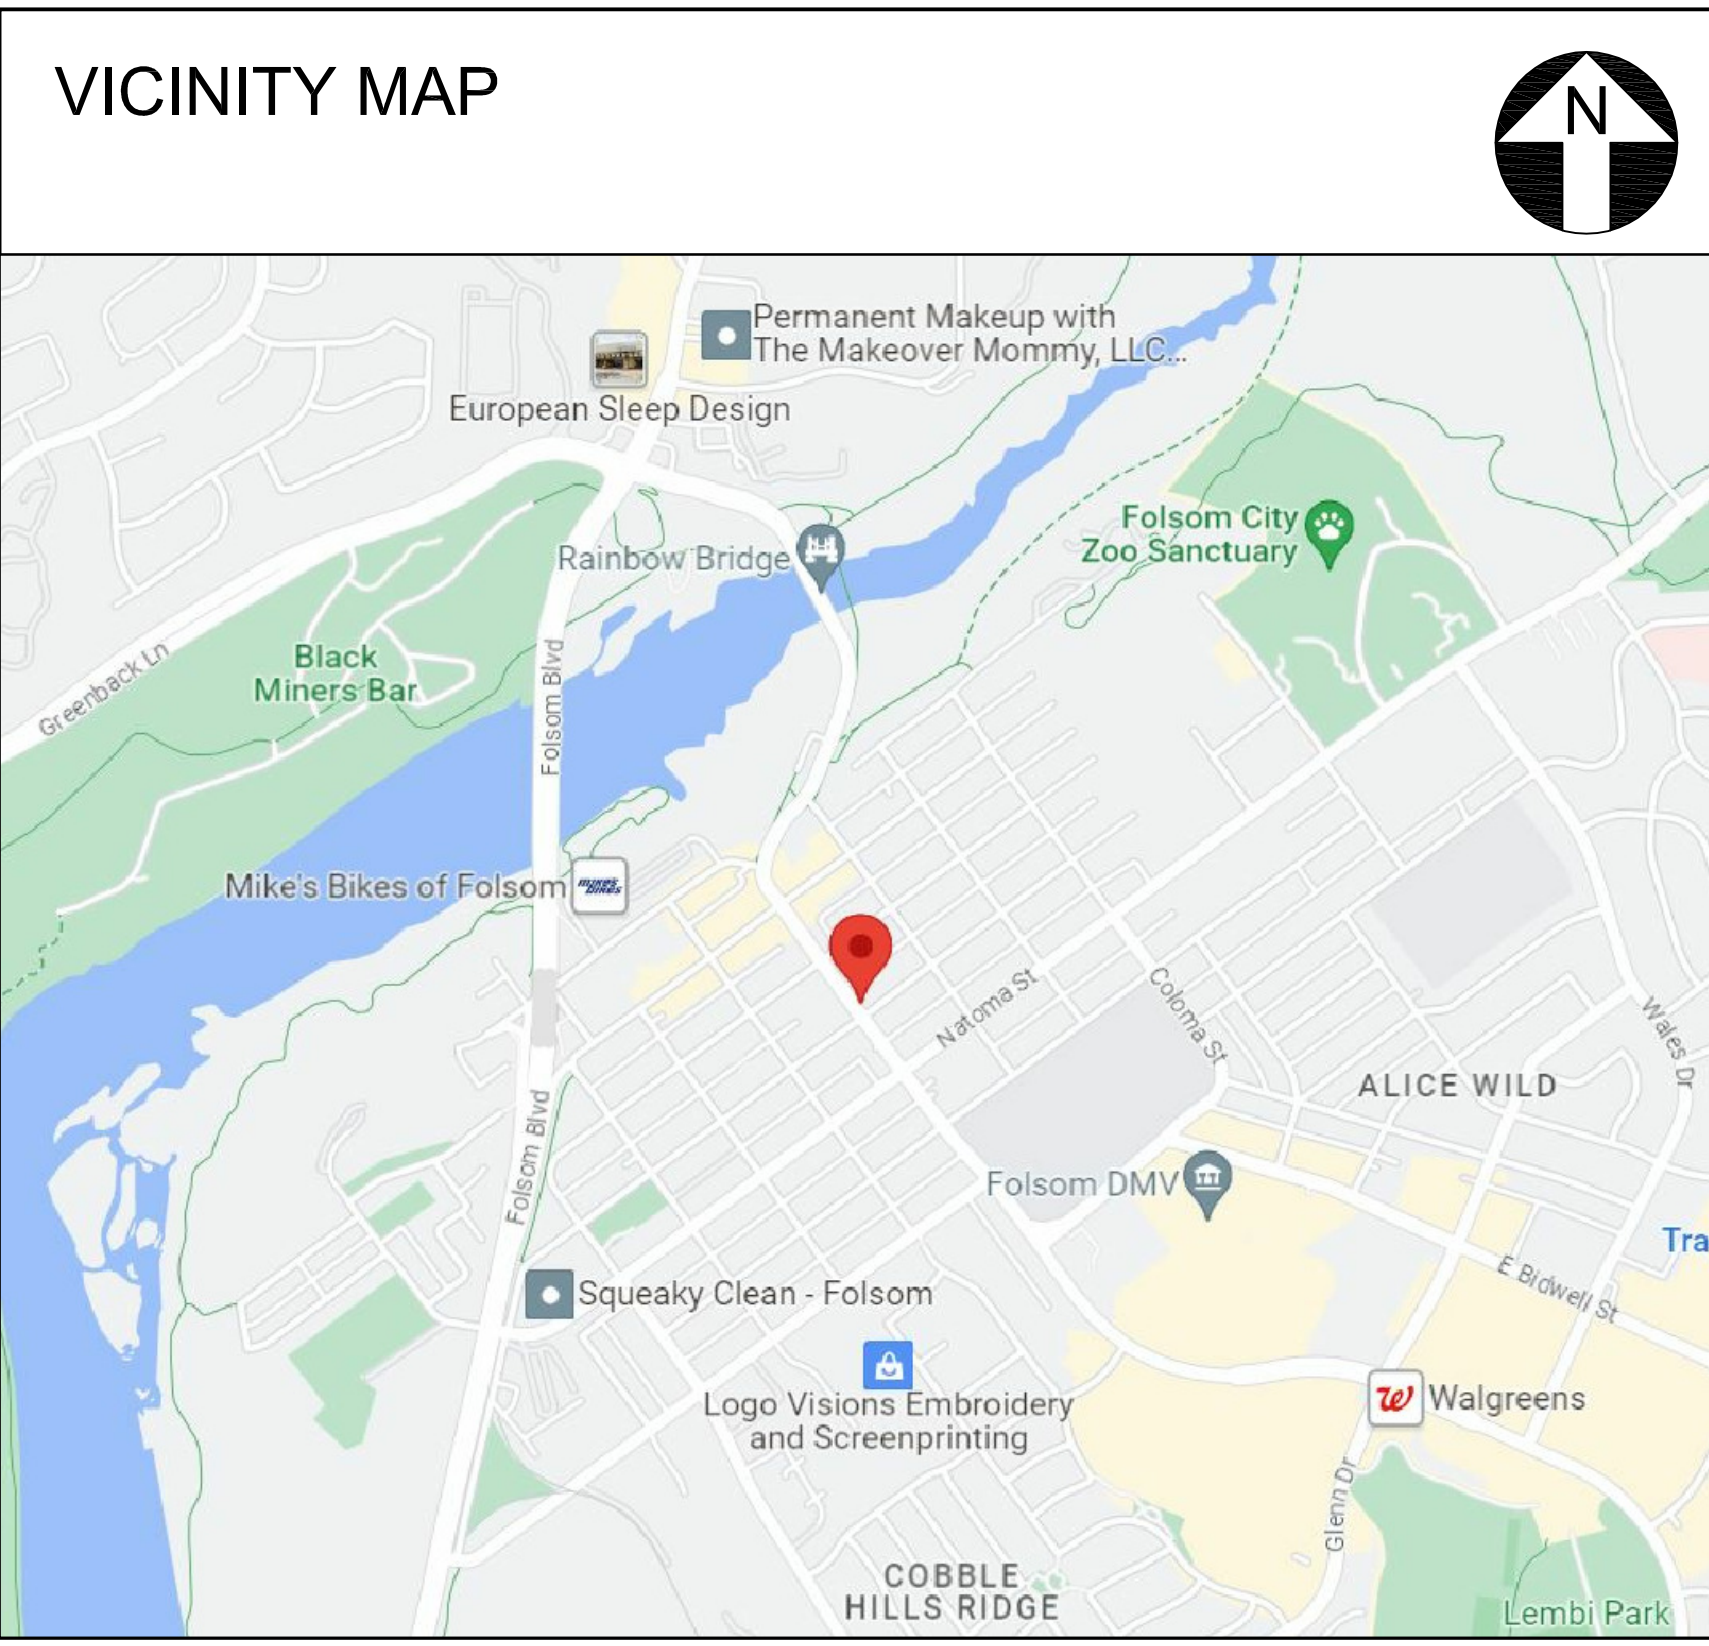 VICINITY MAP
N
Permanent Makeup with
The Makeover Mommy, LLC...
European Sleep Design
Folsom City
Zoo Sanctuary
Rainbow Bridge
Black
Miners Bar
Greenback Ln
Folsom Blvd
Mike's Bikes of Folsom
mikes
bikes
Natoma St
Coloma St
Wales Dr
ALICE WILD
Folsom Blvd
Folsom DMV
Tra
E Bidwell St
Squeaky Clean - Folsom
Logo Visions Embroidery
and Screenprinting
W
Walgreens
Glenn Dr
COBBLE
HILLS RIDGE
Lembi Park